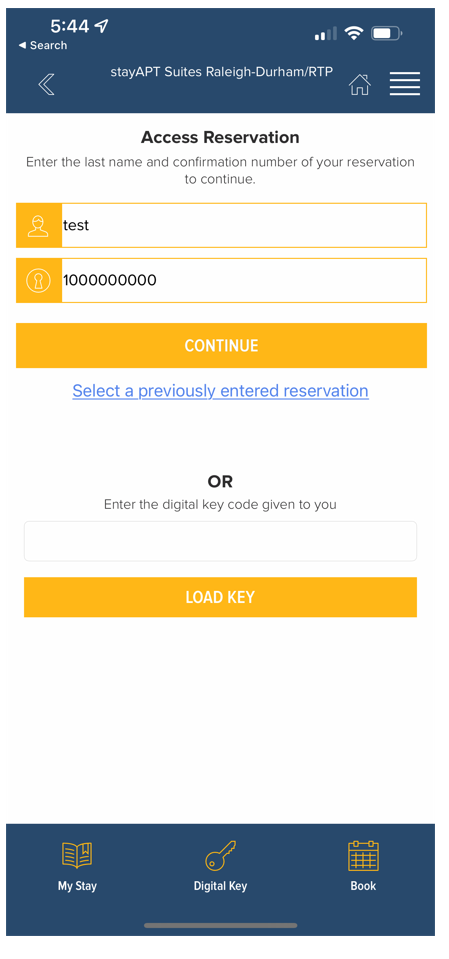 5:44
◄ Search
stayAPT Suites Raleigh-Durham/RTP
Access Reservation
Enter the last name and confirmation number of your reservation
to continue.
test
1000000000
CONTINUE
Select a previously entered reservation
OR
Enter the digital key code given to you
LOAD KEY
My Stay
Digital Key
Book